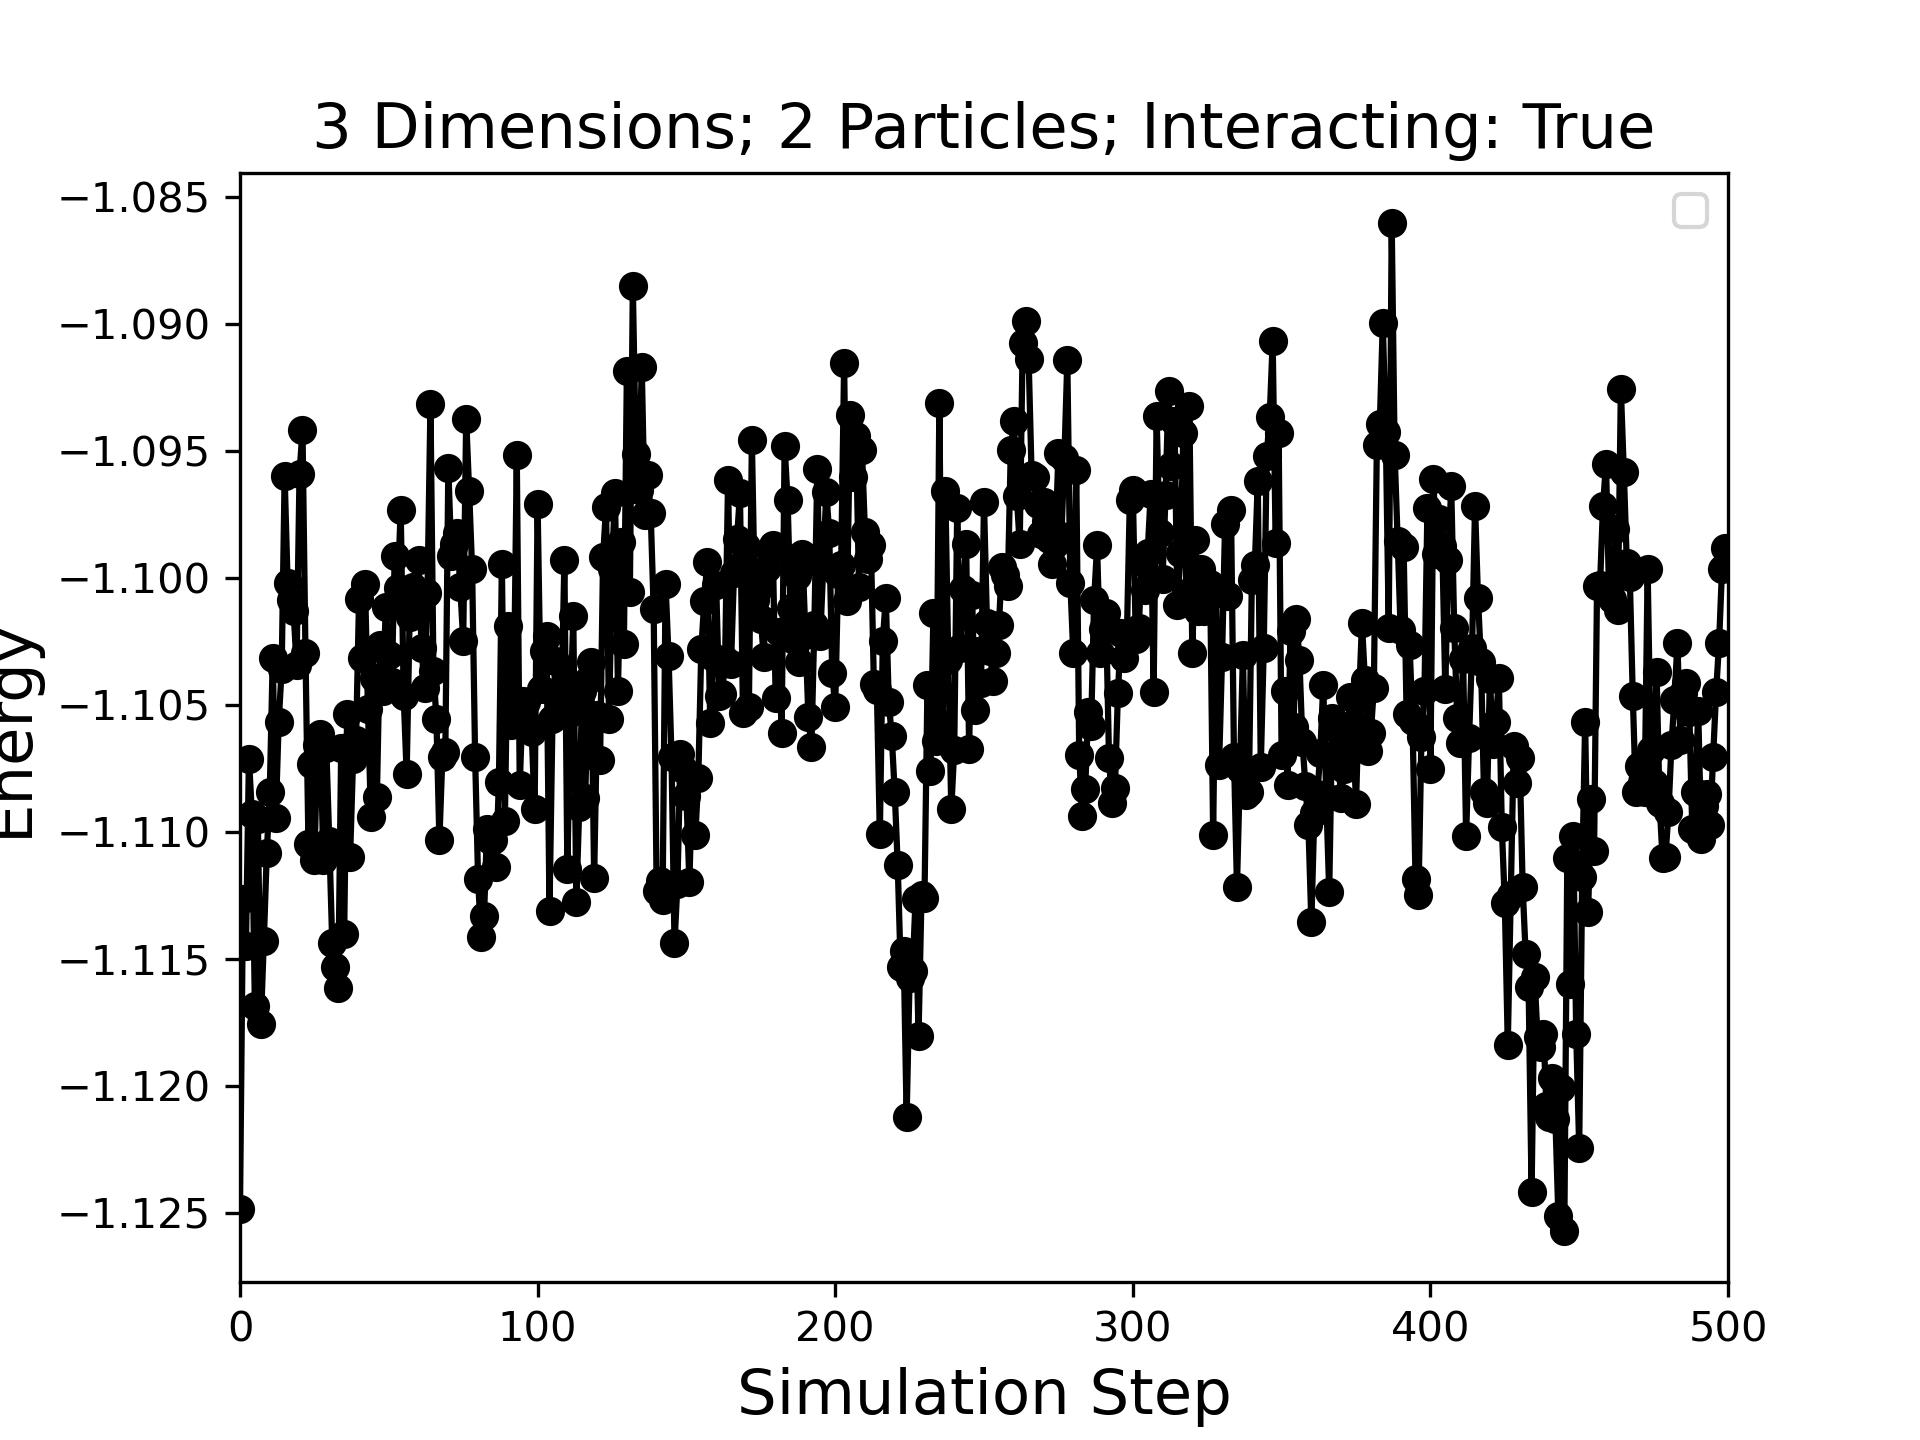 3 Dimensions; 2 Particles; Interacting: True
−1.085
−1.090
−1.095
−1.100
−1.105
−1.110
−1.115
−1.120
−1.125
Energy
0 100 200 300 400 500
Simulation Step